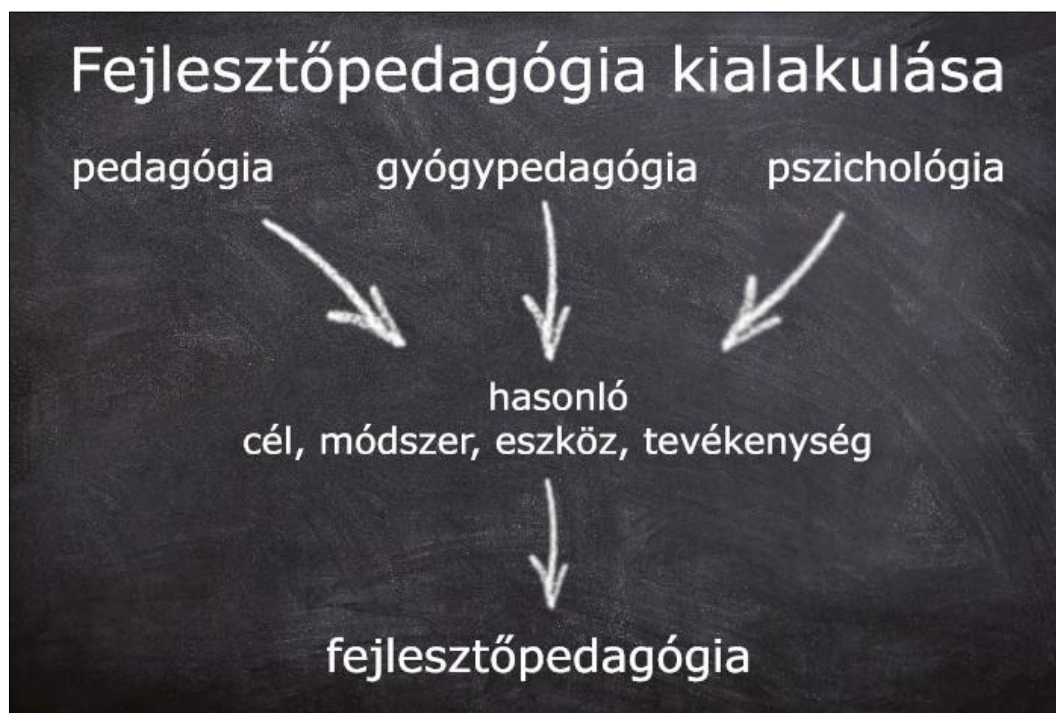 Fejlesztőpedagógia kialakulása
pedagógia gyógypedagógia pszichológia
hasonló
cél, módszer, eszköz, tevékenység
fejlesztőpedagógia